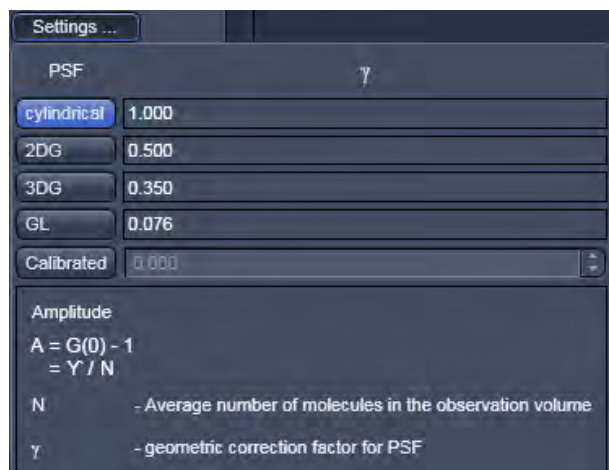 Settings ...
PSF γ
cylindrical 1.000
2DG 0.500
3DG 0.350
GL 0.076
Calibrated 0.000
Amplitude
A = G(0) - 1
= Υ / N
N - Average number of molecules in the observation volume
γ - geometric correction factor for PSF